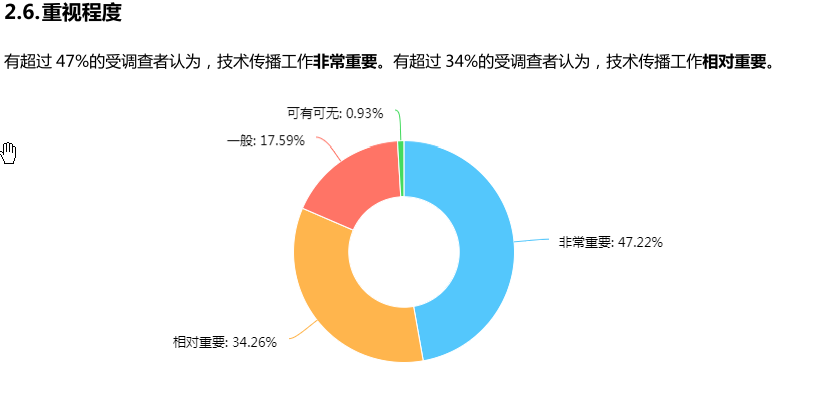 2.6.重视程度
有超过 47%的受调查者认为，技术传播工作非常重要。有超过 34%的受调查者认为，技术传播工作相对重要。
可有可无: 0.93%
一般: 17.59%
非常重要: 47.22%
相对重要: 34.26%